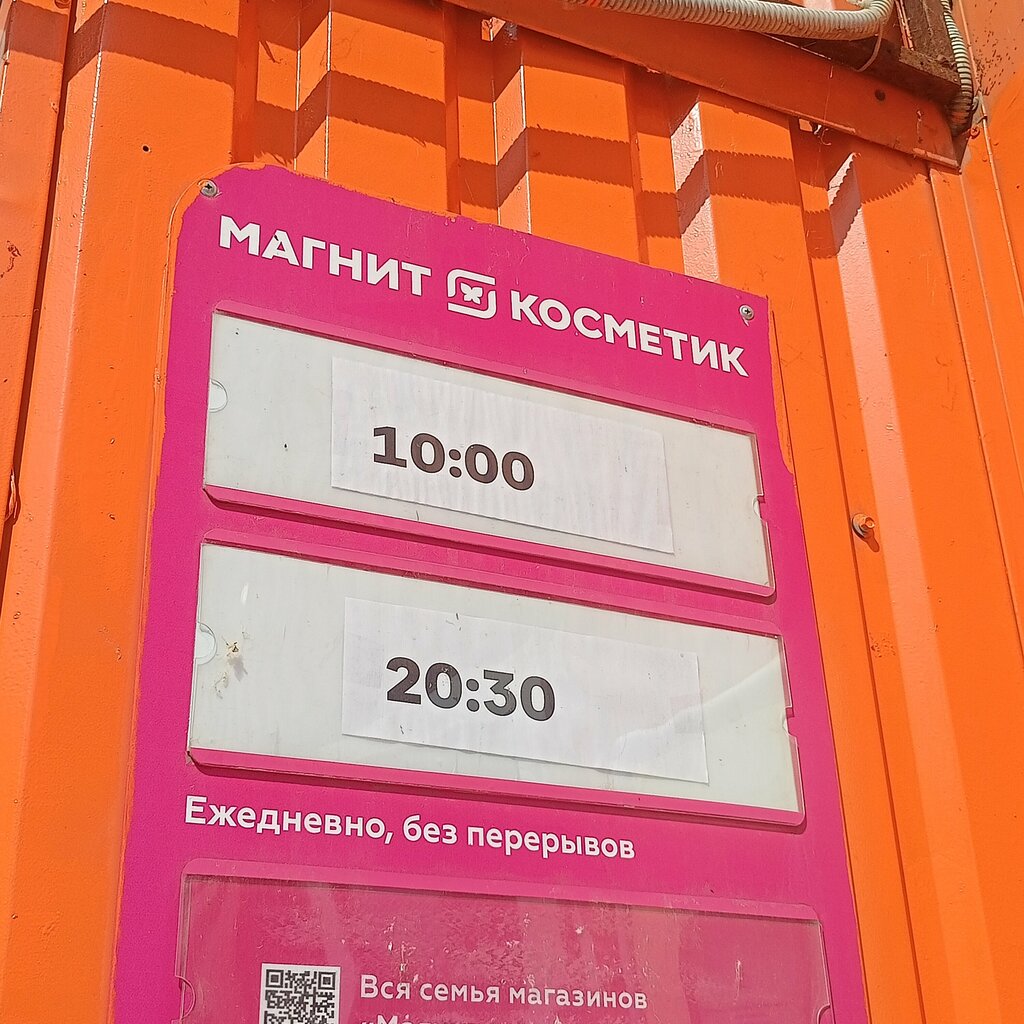 МАГНИТ КОСМЕТИК
10:00
20:30
Ежедневно, без перерывов
Вся семья магазинов